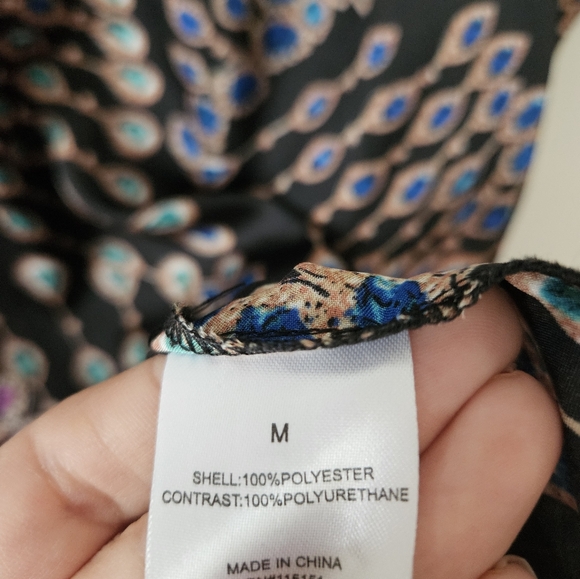 M
SHELL:100%POLYESTER
CONTRAST:100%POLYURETHANE
MADE IN CHINA